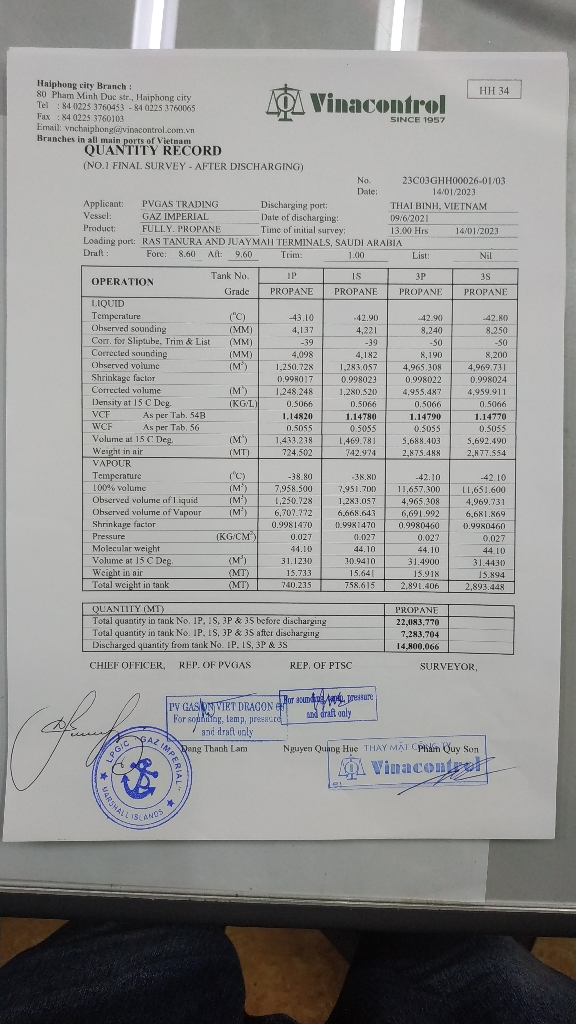 Haiphong city Branch :
80 Pham Minh Duc str., Haiphong city
Tel : 84 0225 3760453 - 84 0225 3760065
Fax : 84 0225 3760103
Email: vnchaiphong@vinacontrol.com.vn
Branches in all main ports of Vietnam
Vinacontrol
SINCE 1957
HH 34
QUANTITY RECORD
(NO.1 FINAL SURVEY - AFTER DISCHARGING)
No. 23C03GHH00026-01/03
Date: 14/01/2023
Applicant: PVGAS TRADING Discharging port: THAI BINH, VIETNAM
Vessel: GAZ IMPERIAL Date of discharging: 09/6/2021
Product: FULLY. PROPANE Time of initial survey: 13.00 Hrs 14/01/2023
Loading port: RAS TANURA AND JUAYMAH TERMINALS, SAUDI ARABIA
Draft : Fore: 8.60 Aft: 9.60 Trim: 1.00 List: Nil
OPERATION Tank No. 1P 1S 3P 3S
Grade PROPANE PROPANE PROPANE PROPANE
LIQUID
Temperature (°C) -43.10 -42.90 -42.90 -42.80
Observed sounding (MM) 4,137 4,221 8,240 8,250
Corr. for Sliptube, Trim & List (MM) -39 -39 -50 -50
Corrected sounding (MM) 4,098 4,182 8,190 8,200
Observed volume (M³) 1,250.728 1,283.057 4,965.308 4,969.731
Shrinkage factor 0.998017 0.998023 0.998022 0.998024
Corrected volume (M³) 1,248.248 1,280.520 4,955.487 4,959.911
Density at 15 C Deg. (KG/L) 0.5066 0.5066 0.5066 0.5066
VCF As per Tab. 54B 1.14820 1.14780 1.14790 1.14770
WCF As per Tab. 56 0.5055 0.5055 0.5055 0.5055
Volume at 15 C Deg. (M³) 1,433.238 1,469.781 5,688.403 5,692.490
Weight in air (MT) 724.502 742.974 2,875.488 2,877.554
VAPOUR
Temperature (°C) -38.80 -38.80 -42.10 -42.10
100% volume (M³) 7,958.500 7,951.700 11,657.300 11,651.600
Observed volume of Liquid (M³) 1,250.728 1,283.057 4,965.308 4,969.731
Observed volume of Vapour (M³) 6,707.772 6,668.643 6,691.992 6,681.869
Shrinkage factor 0.9981470 0.9981470 0.9980460 0.9980460
Pressure (KG/CM²) 0.027 0.027 0.027 0.027
Molecular weight 44.10 44.10 44.10 44.10
Volume at 15 C Deg. (M³) 31.1230 30.9410 31.4900 31.4430
Weight in air (MT) 15.733 15.641 15.918 15.894
Total weight in tank (MT) 740.235 758.615 2,891.406 2,893.448
QUANTITY (MT) PROPANE
Total quantity in tank No. 1P, 1S, 3P & 3S before discharging 22,083.770
Total quantity in tank No. 1P, 1S, 3P & 3S after discharging 7,283.704
Discharged quantity from tank No. 1P, 1S, 3P & 3S 14,800.066
CHIEF OFFICER, REP. OF PVGAS REP. OF PTSC SURVEYOR,
PV GAS ON VIET DRAGON
For sounding, temp, pressure
and draft only
For sounding, temp, pressure
and draft only
Dang Thanh Lam Nguyen Quang Hue Phan Quy Son
THAY MẶT CÔNG TY
Vinacontrol
LPGIC - GAZ IMPERIAL
MARSHALL ISLANDS